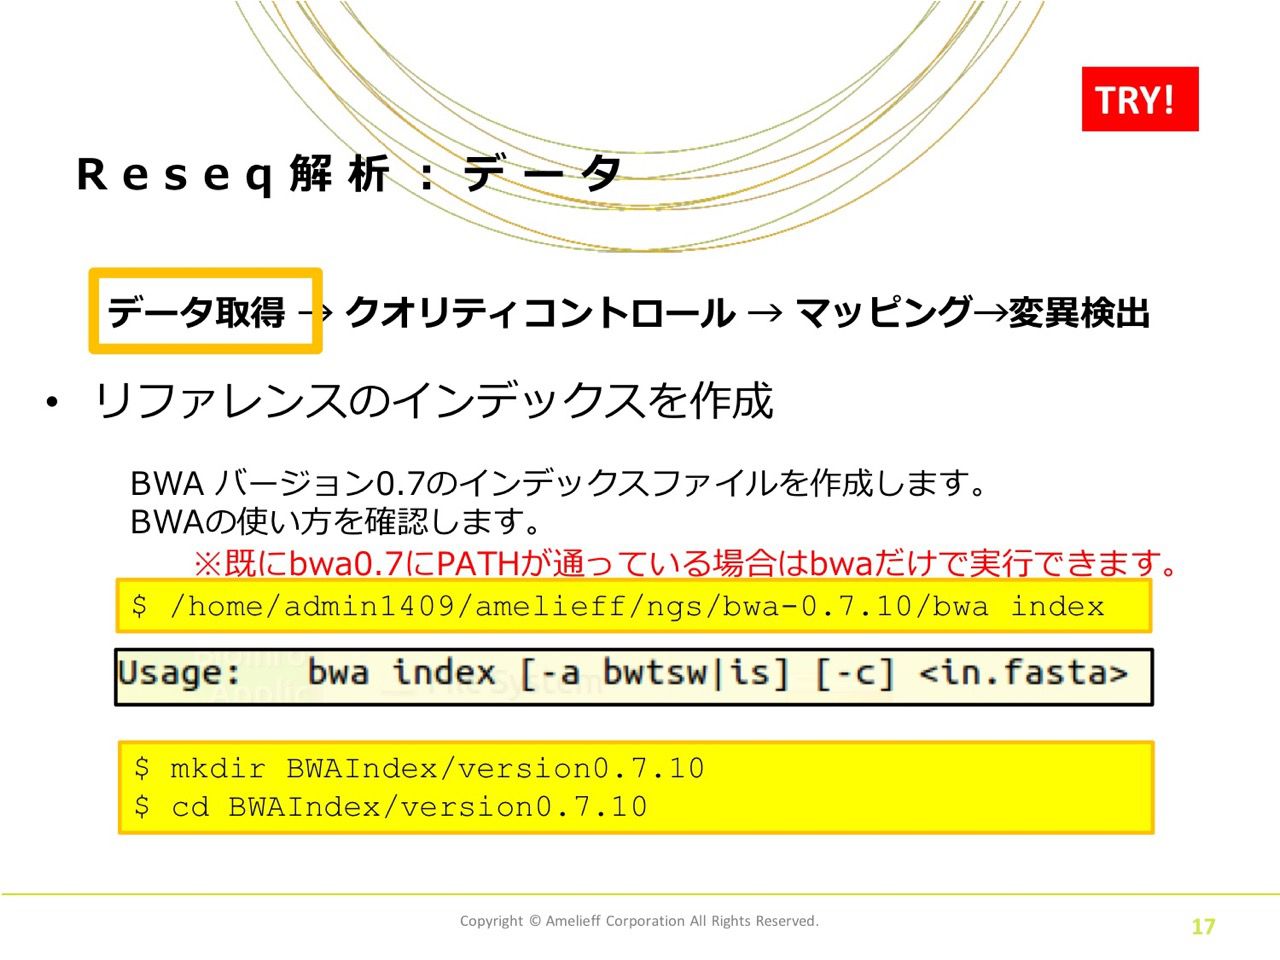 TRY!
Reseq解析：データ
データ取得 → クオリティコントロール → マッピング→変異検出
• リファレンスのインデックスを作成
BWA バージョン0.7のインデックスファイルを作成します。
BWAの使い方を確認します。
※既にbwa0.7にPATHが通っている場合はbwaだけで実行できます。
$ /home/admin1409/amelieff/ngs/bwa-0.7.10/bwa index
Usage: bwa index [-a bwtsw|is] [-c] <in.fasta>
$ mkdir BWAIndex/version0.7.10
$ cd BWAIndex/version0.7.10
Copyright © Amelieff Corporation All Rights Reserved.
17